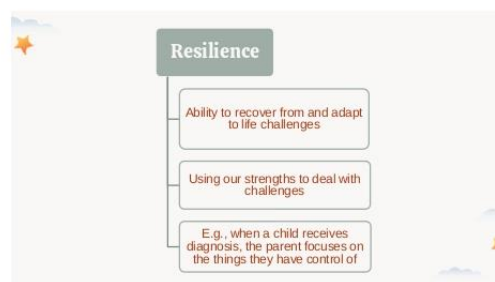 Resilience
Ability to recover from and adapt
to life challenges
Using our strengths to deal with
challenges
E.g., when a child receives
diagnosis, the parent focuses on
the things they have control of